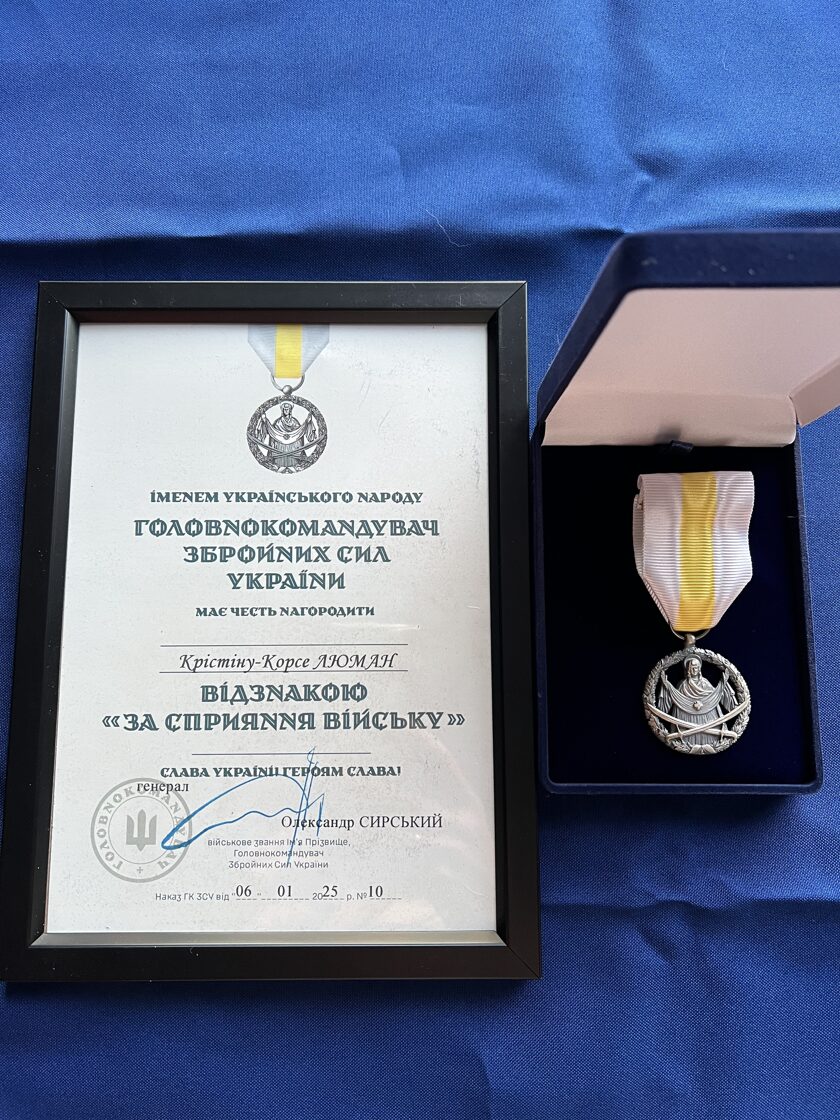 ІМЕНЕМ УКРАЇНСЬКОГО НАРОДУ
ГОЛОВНОКОМАНДУВАЧ
ЗБРОЙНИХ СИЛ
УКРАЇНИ
МАЄ ЧЕСТЬ НАГОРОДИТИ
Крістіну-Корсе ЛЮМАН
ВІДЗНАКОЮ
«ЗА СПРИЯННЯ ВІЙСЬКУ»
СЛАВА УКРАЇНІ! ГЕРОЯМ СЛАВА!
генерал
ГОЛОВНОКОМАНДУВАЧ
Олександр СИРСЬКИЙ
військове звання Ім'я Прізвище,
Головнокомандувач
Збройних Сил України
Наказ ГК ЗСУ від "06" 01 2025 р. № 10